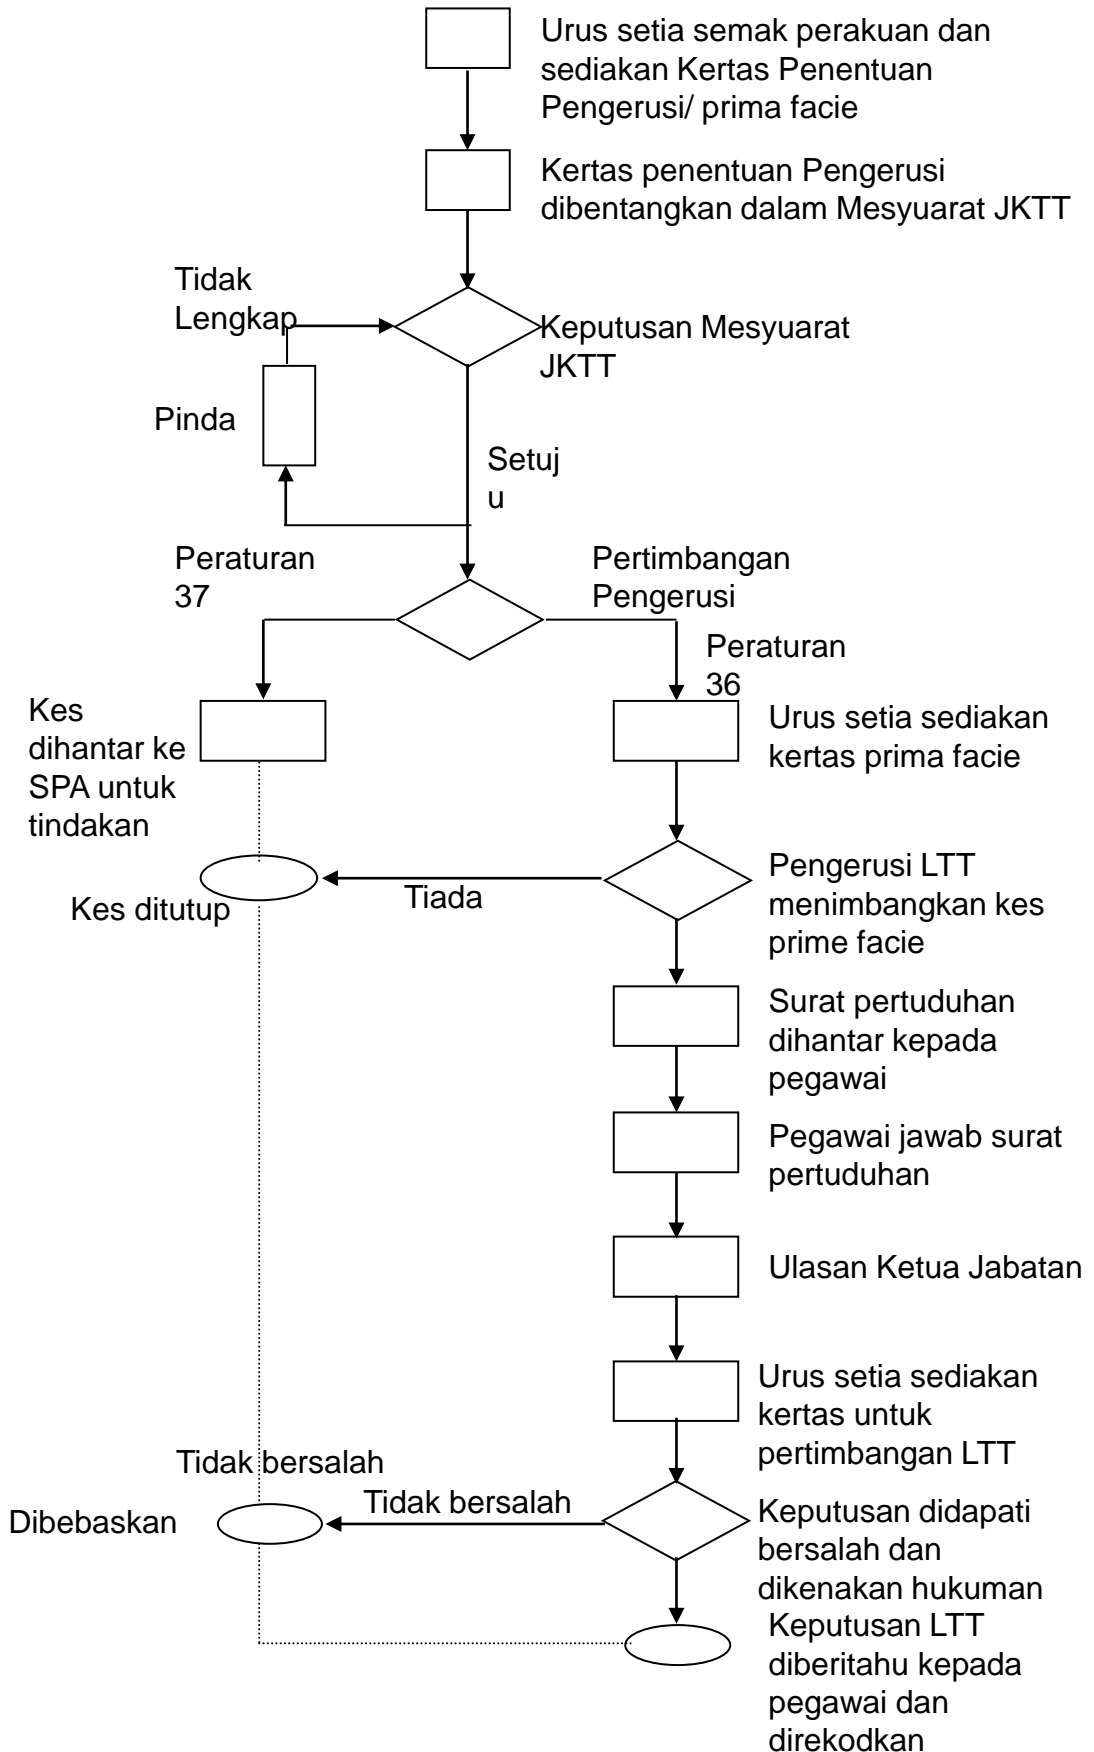 Urus setia semak perakuan dan
sediakan Kertas Penentuan
Pengerusi/ prima facie
Kertas penentuan Pengerusi
dibentangkan dalam Mesyuarat JKTT
Tidak
Lengkap
Keputusan Mesyuarat
JKTT
Pinda
Setuj
u
Peraturan
37
Pertimbangan
Pengerusi
Peraturan
36
Kes
dihantar ke
SPA untuk
tindakan
Urus setia sediakan
kertas prima facie
Kes ditutup
Tiada
Pengerusi LTT
menimbangkan kes
prime facie
Surat pertuduhan
dihantar kepada
pegawai
Pegawai jawab surat
pertuduhan
Ulasan Ketua Jabatan
Urus setia sediakan
kertas untuk
pertimbangan LTT
Tidak bersalah
Tidak bersalah
Dibebaskan
Keputusan didapati
bersalah dan
dikenakan hukuman
Keputusan LTT
diberitahu kepada
pegawai dan
direkodkan